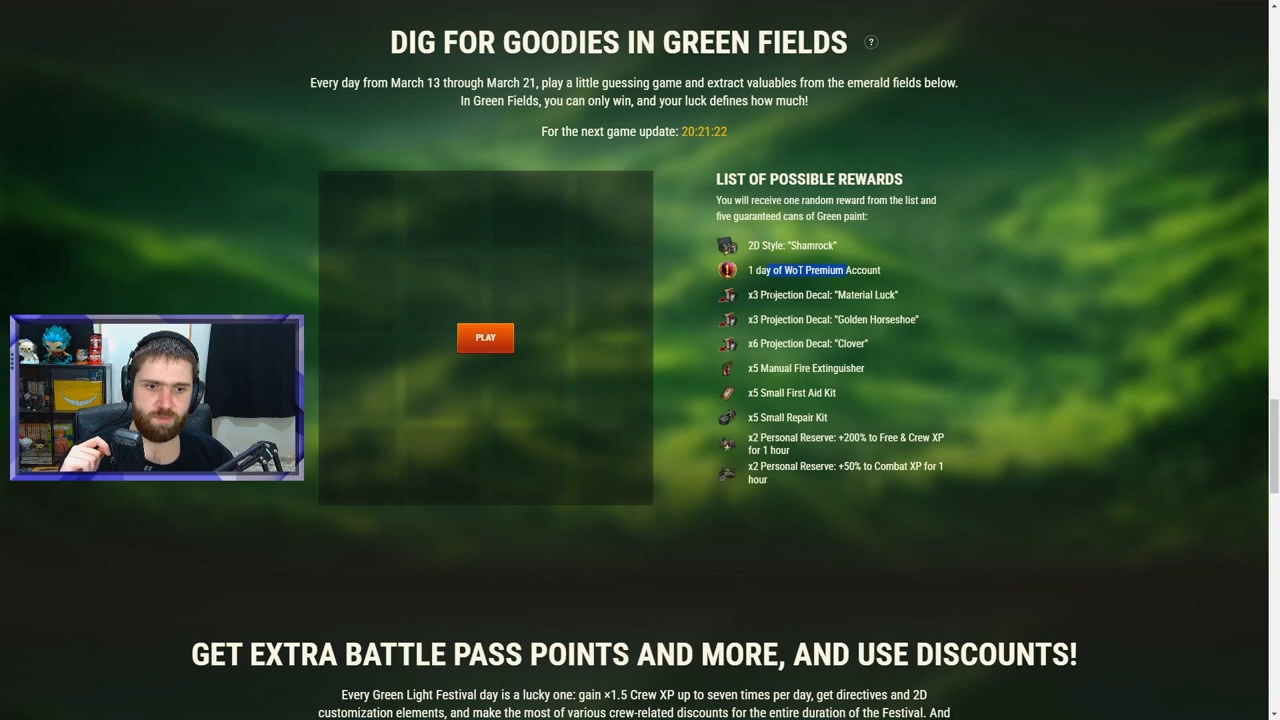 DIG FOR GOODIES IN GREEN FIELDS ?
Every day from March 13 through March 21, play a little guessing game and extract valuables from the emerald fields below.
In Green Fields, you can only win, and your luck defines how much!
For the next game update: 20:21:22
PLAY
LIST OF POSSIBLE REWARDS
You will receive one random reward from the list and
five guaranteed cans of Green paint:
2D Style: "Shamrock"
1 day of WoT Premium Account
x3 Projection Decal: "Material Luck"
x3 Projection Decal: "Golden Horseshoe"
x6 Projection Decal: "Clover"
x5 Manual Fire Extinguisher
x5 Small First Aid Kit
x5 Small Repair Kit
x2 Personal Reserve: +200% to Free & Crew XP
for 1 hour
x2 Personal Reserve: +50% to Combat XP for 1
hour
GET EXTRA BATTLE PASS POINTS AND MORE, AND USE DISCOUNTS!
Every Green Light Festival day is a lucky one: gain ×1.5 Crew XP up to seven times per day, get directives and 2D
customization elements, and make the most of various crew-related discounts for the entire duration of the Festival. And